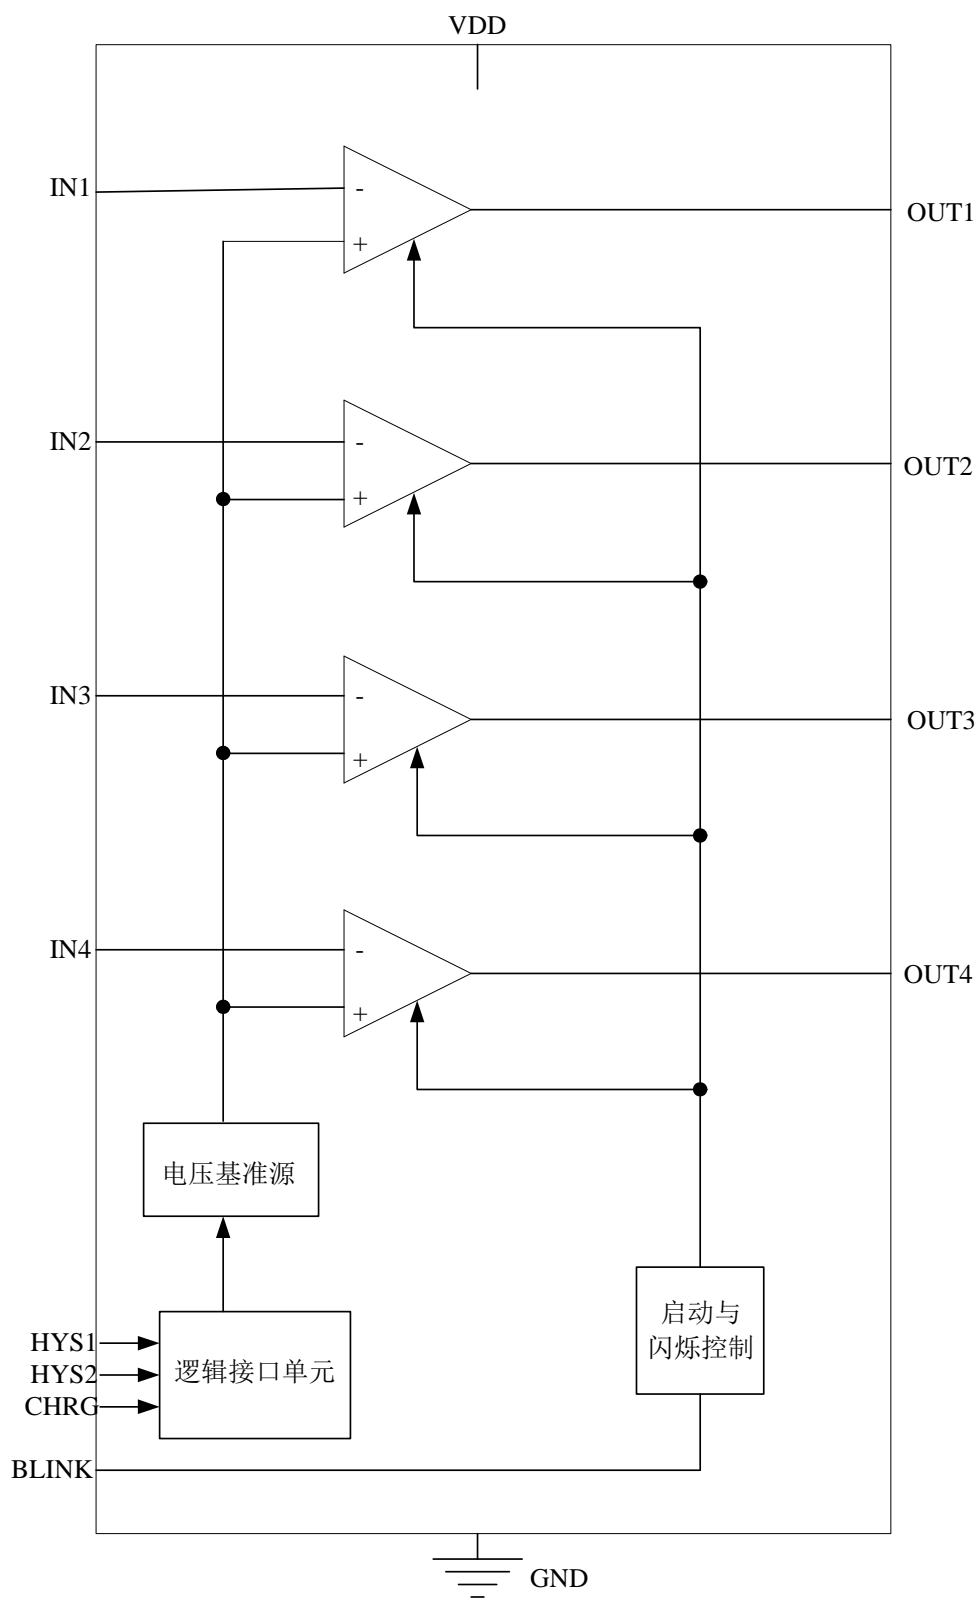 VDD
IN1
-
+
OUT1
IN2
-
+
OUT2
IN3
-
+
OUT3
IN4
-
+
OUT4
电压基准源
启动与
闪烁控制
HYS1
HYS2
CHRG
逻辑接口单元
BLINK
GND